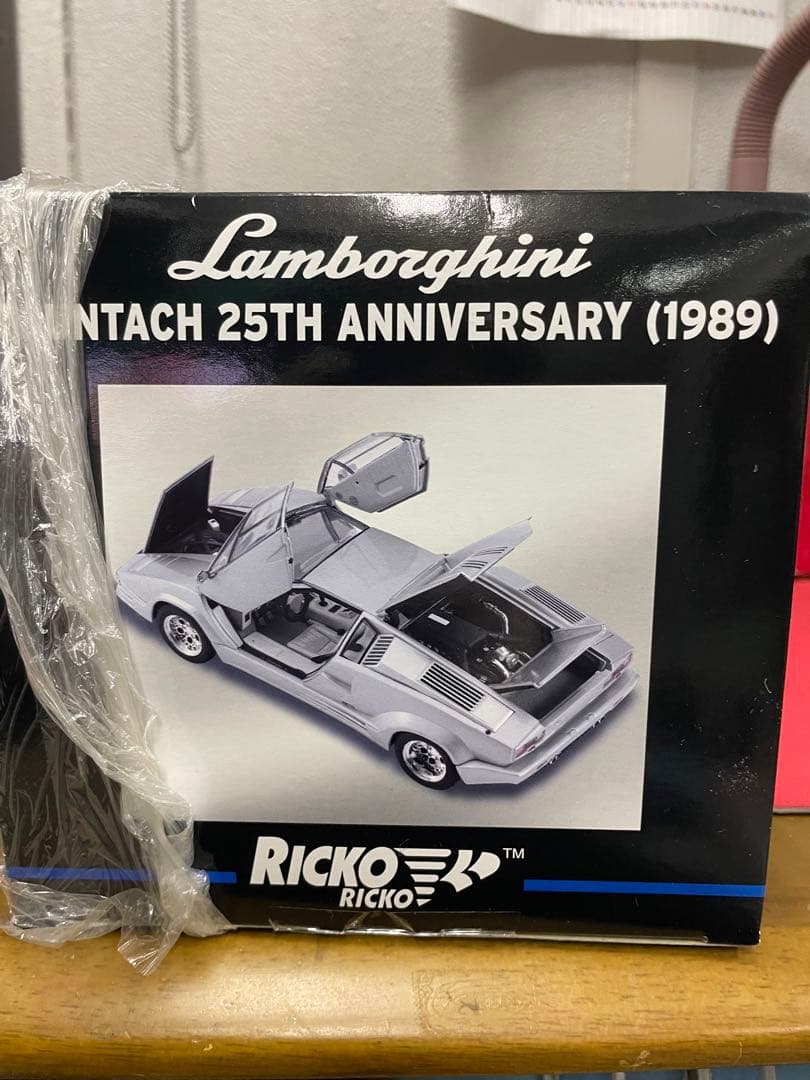 Lamborghini
NTACH 25TH ANNIVERSARY (1989)
RICKO TM
RICKO